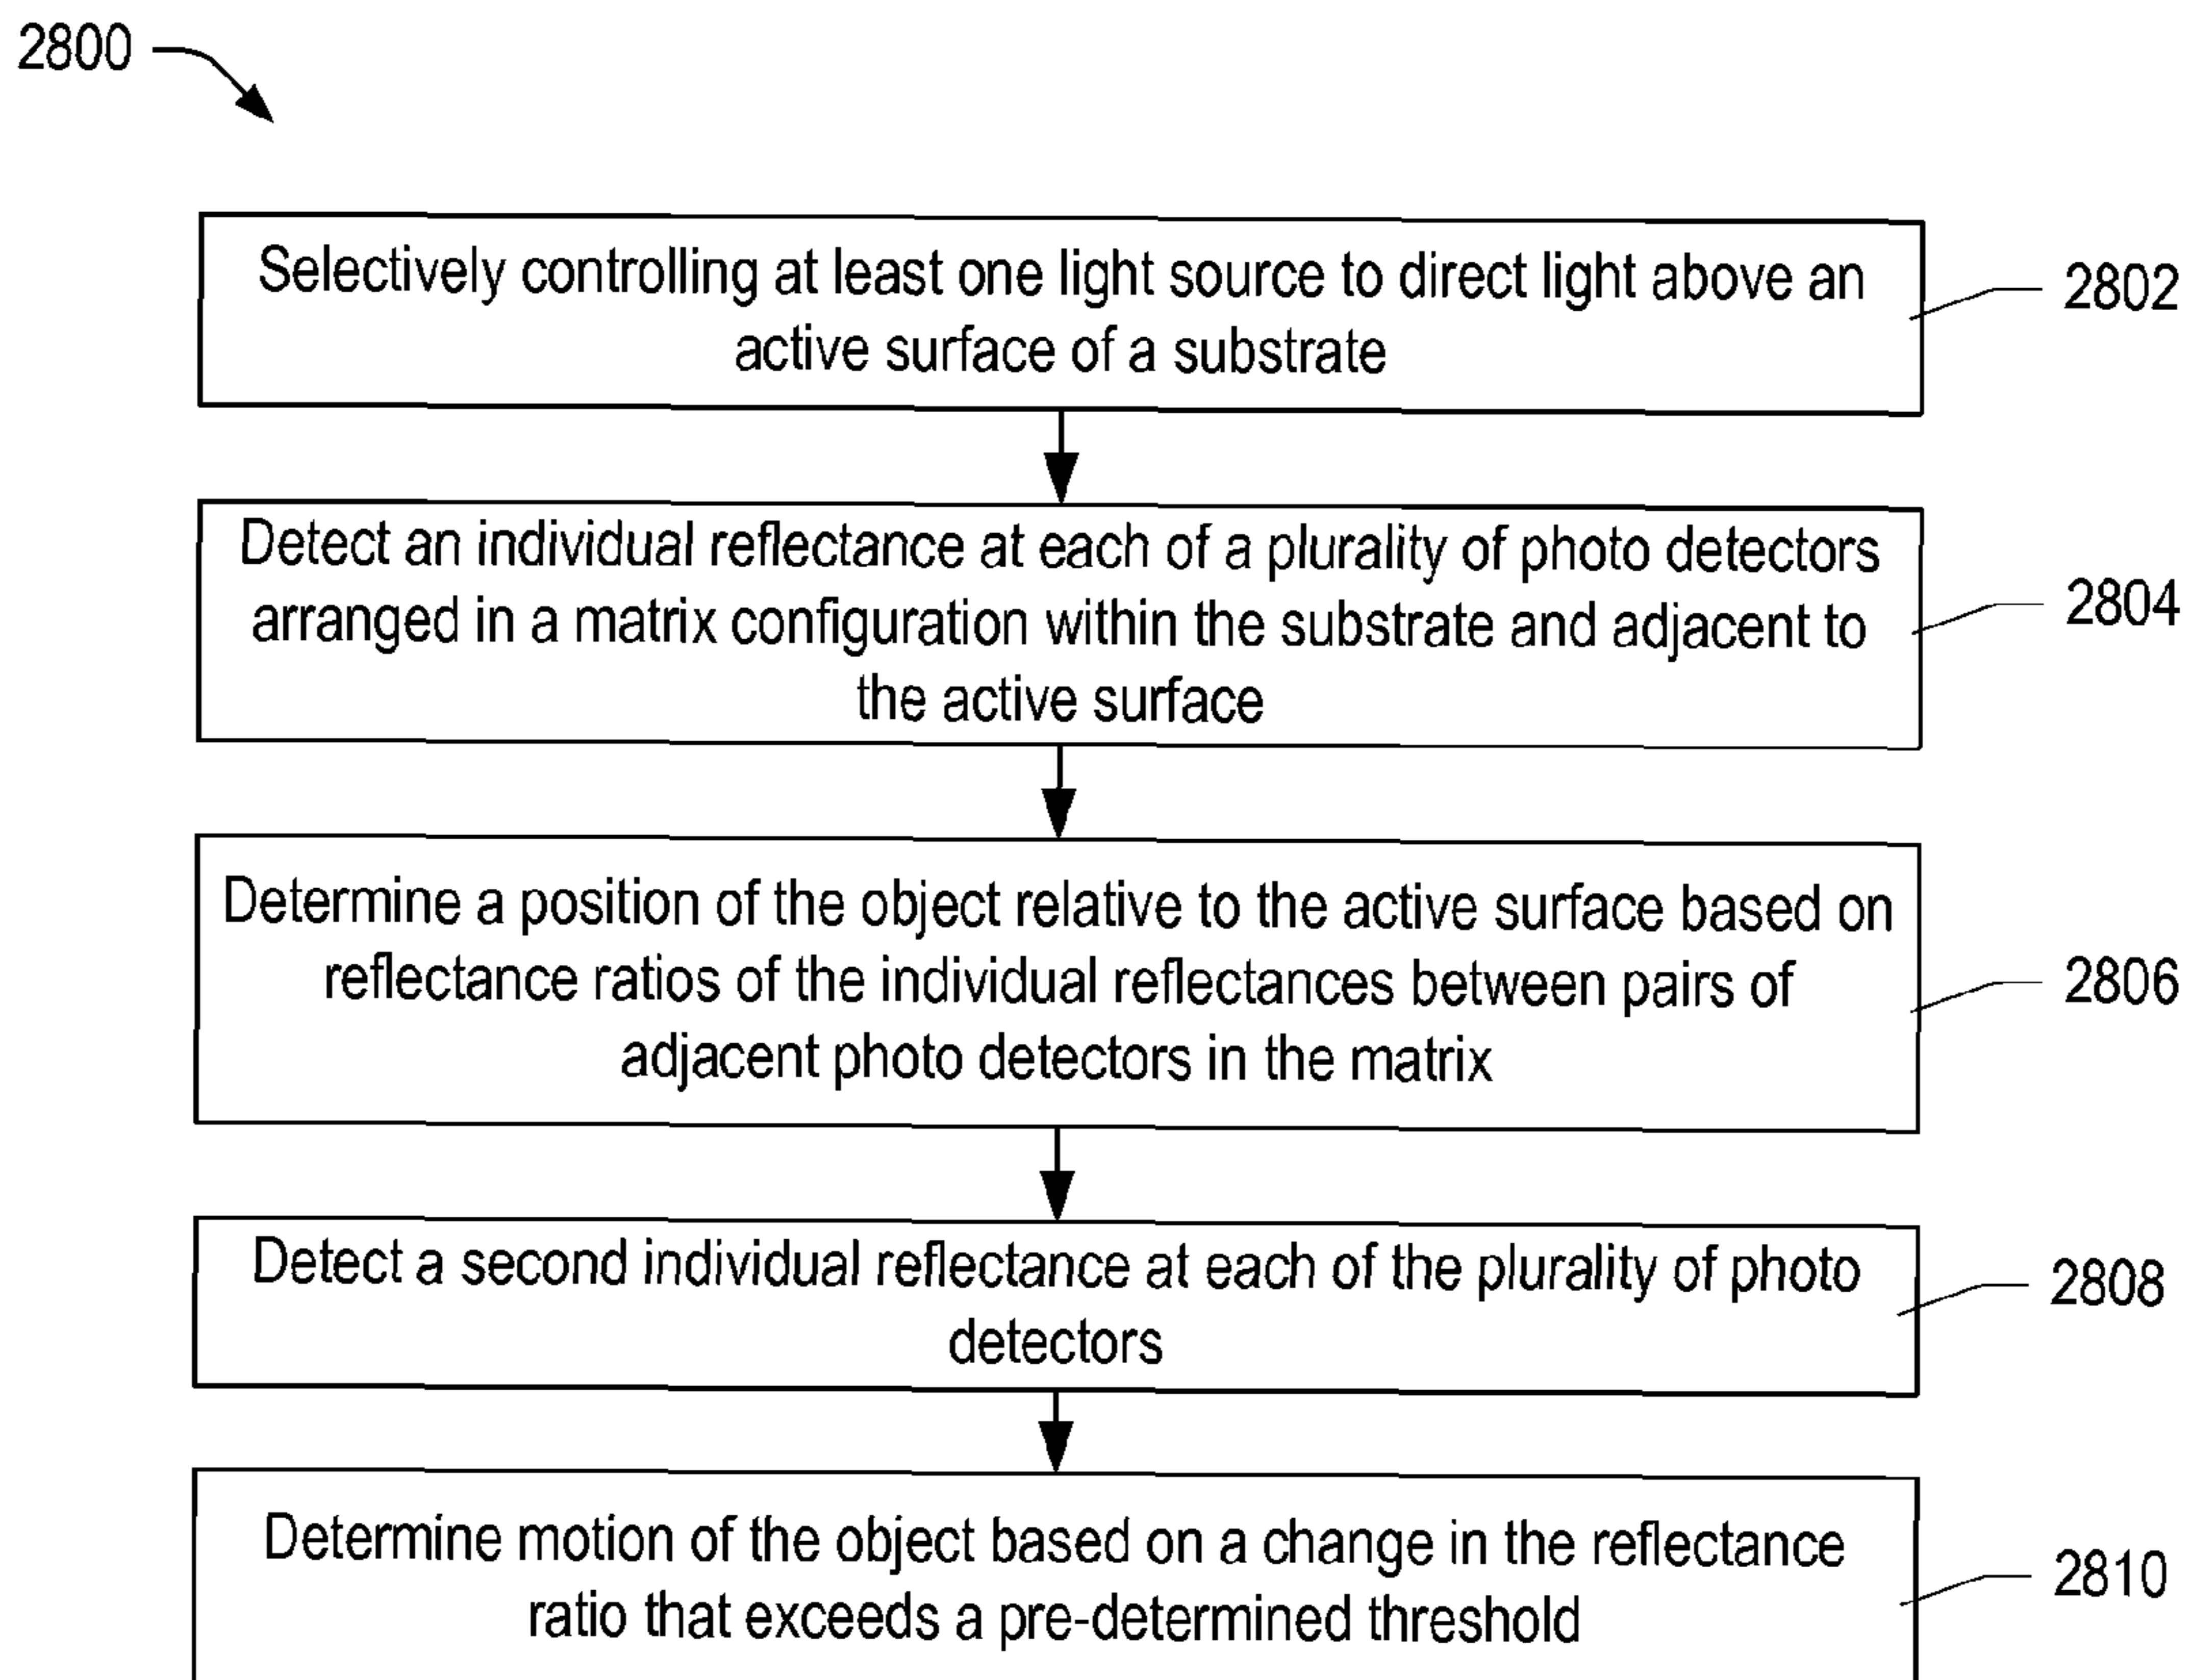 2800
Selectively controlling at least one light source to direct light above an
active surface of a substrate
2802
Detect an individual reflectance at each of a plurality of photo detectors
arranged in a matrix configuration within the substrate and adjacent to
the active surface
2804
Determine a position of the object relative to the active surface based on
reflectance ratios of the individual reflectances between pairs of
adjacent photo detectors in the matrix
2806
Detect a second individual reflectance at each of the plurality of photo
detectors
2808
Determine motion of the object based on a change in the reflectance
ratio that exceeds a pre-determined threshold
2810